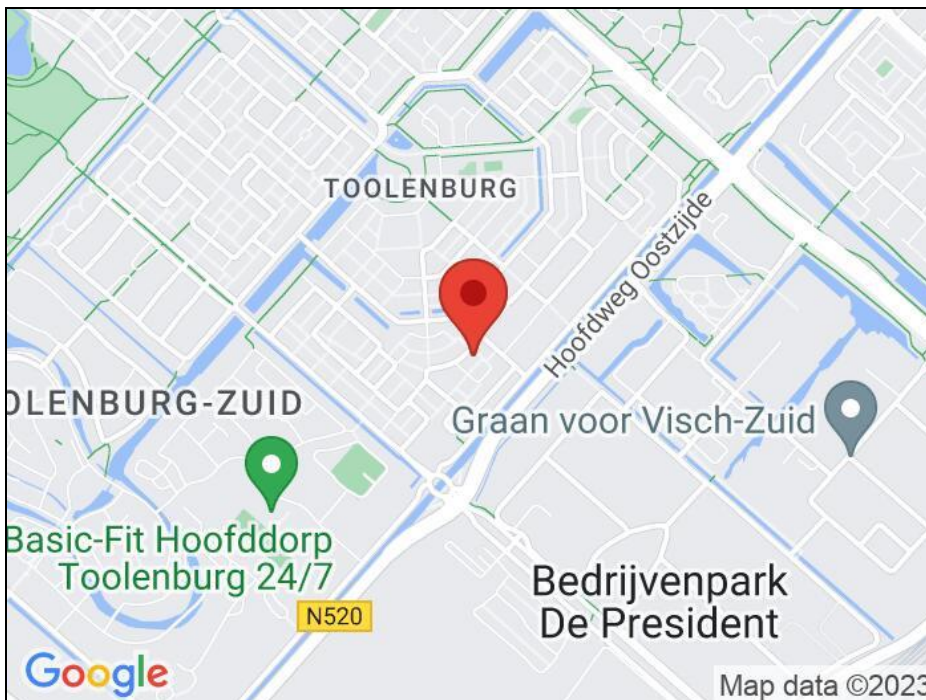 TOOLENBURG
Hoofdweg Oostzijde
OLENBURG-ZUID
Graan voor Visch-Zuid
Basic-Fit Hoofddorp
Toolenburg 24/7
Bedrijvenpark
De President
N520
Google
Map data ©2023